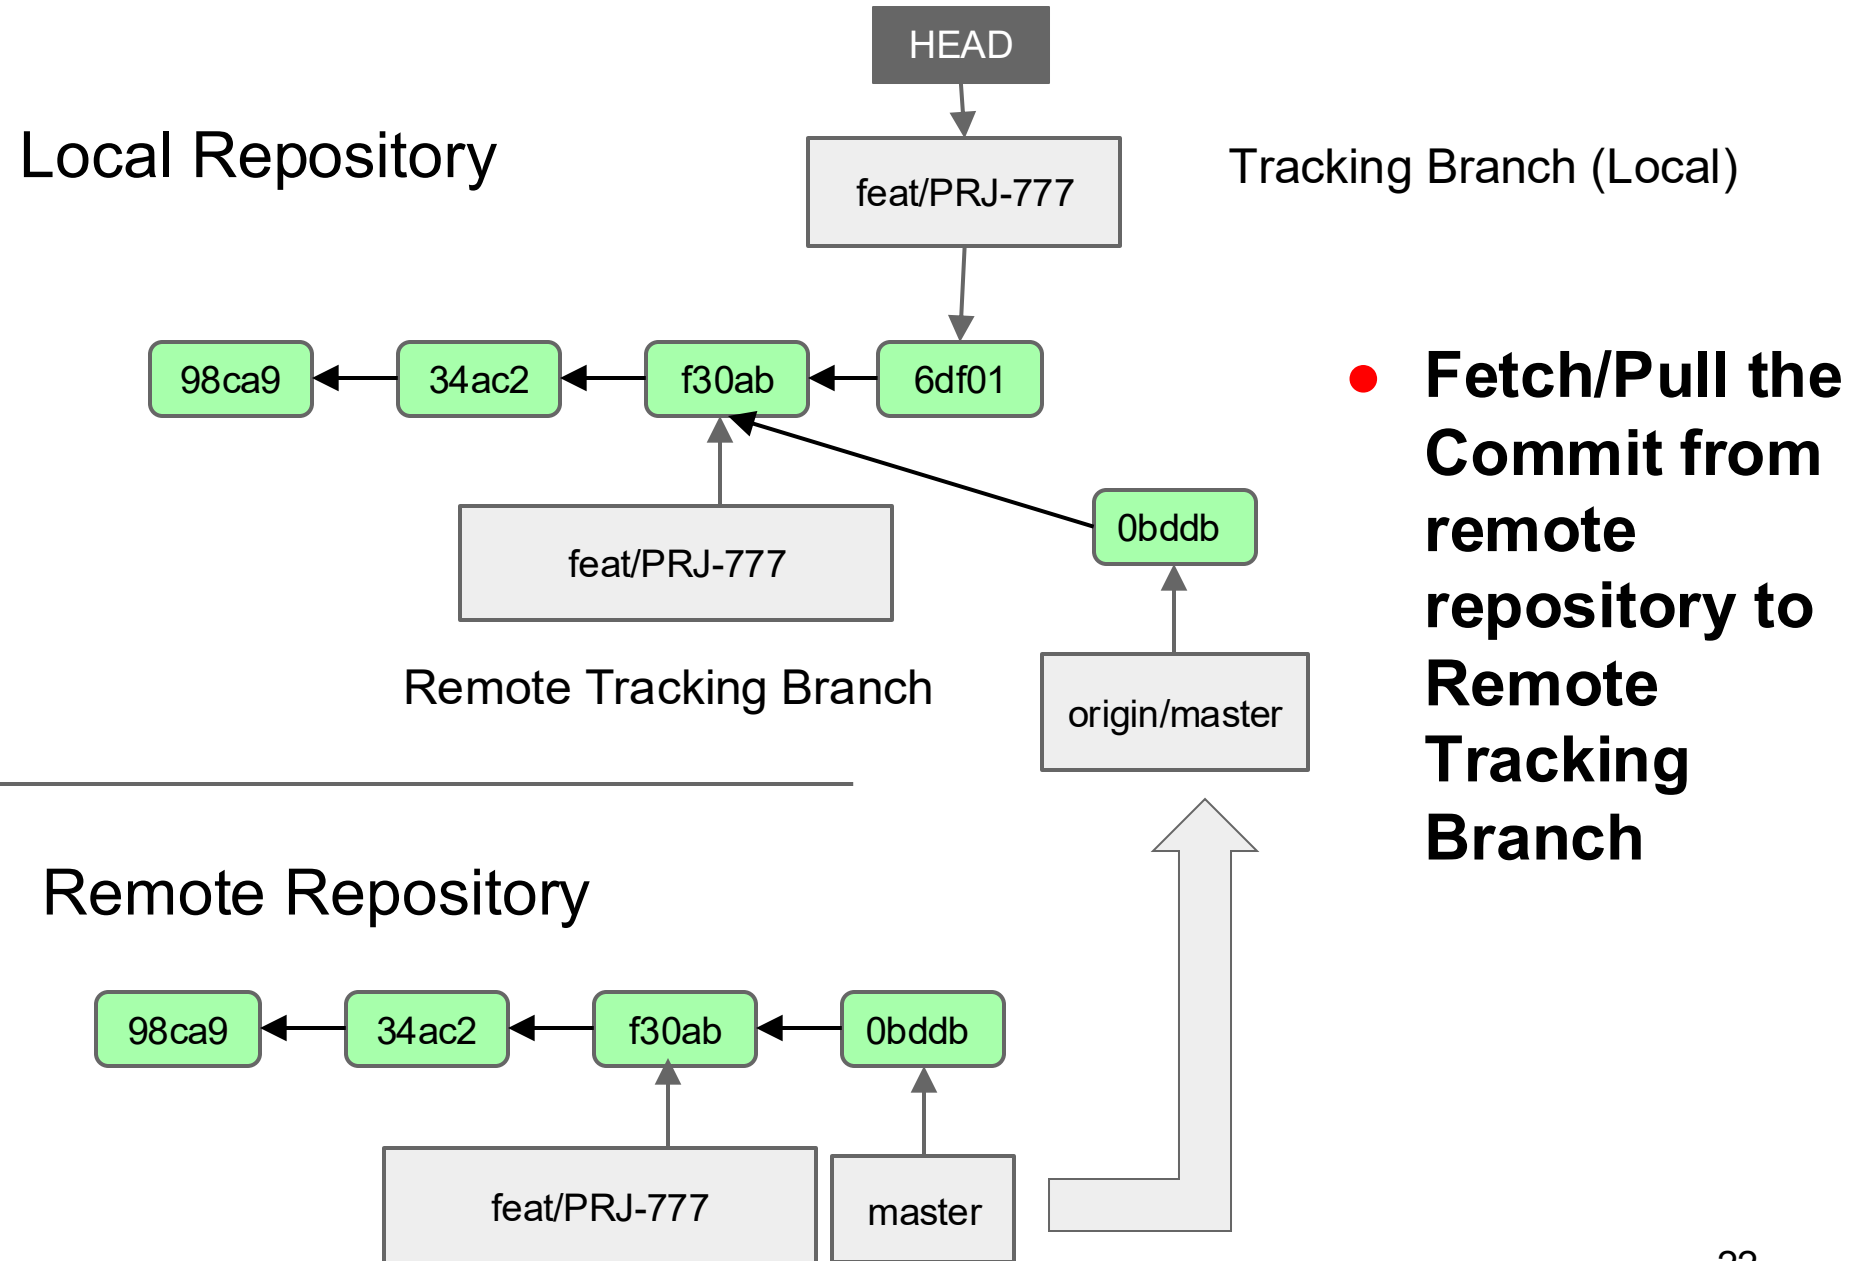 HEAD
Local Repository
feat/PRJ-777
Tracking Branch (Local)
98ca9
34ac2
f30ab
6df01
0bddb
feat/PRJ-777
Remote Tracking Branch
origin/master
● Fetch/Pull the
Commit from
remote
repository to
Remote
Tracking
Branch
Remote Repository
98ca9
34ac2
f30ab
0bddb
feat/PRJ-777
master